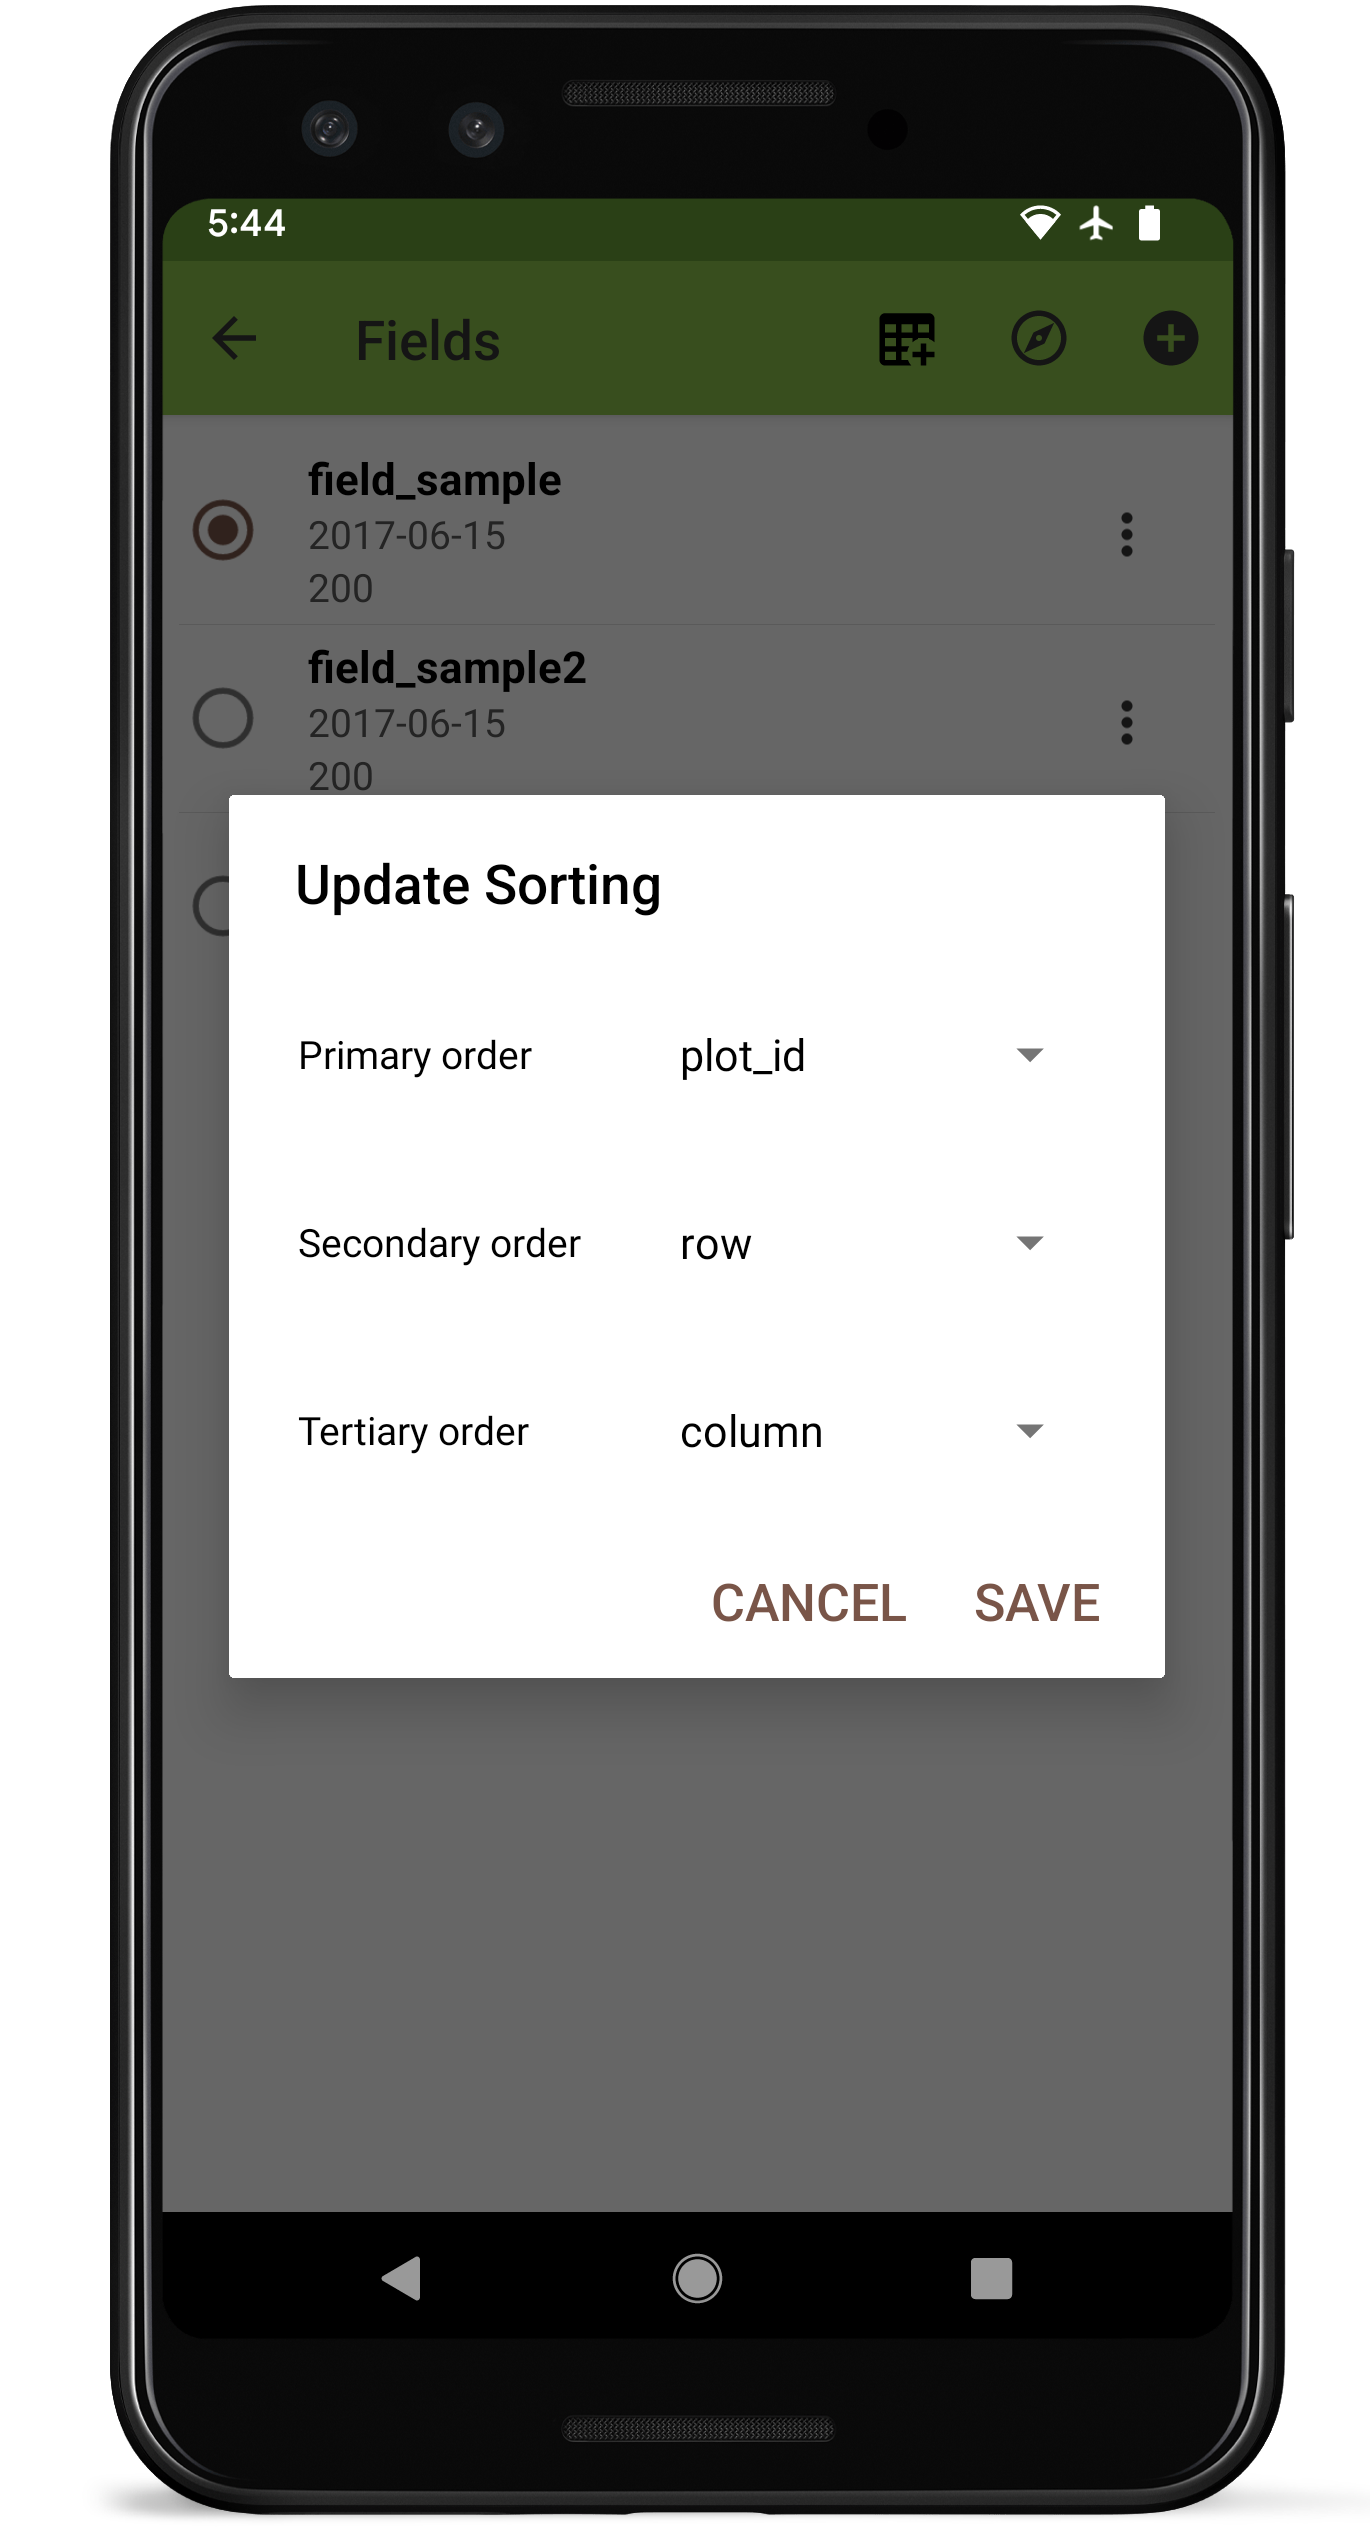 5:44
Fields
field_sample
2017-06-15
200
field_sample2
2017-06-15
200
Update Sorting
Primary order plot_id
Secondary order row
Tertiary order column
CANCEL SAVE